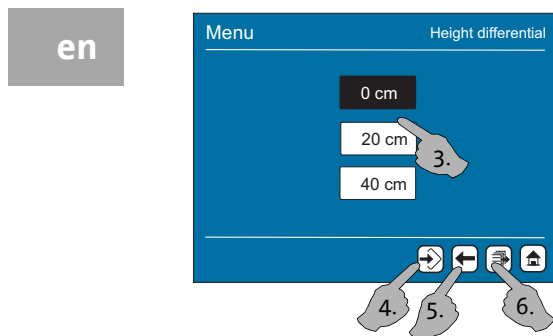 en
Menu Height differential
0 cm
20 cm
3.
40 cm
4. 5. 6.